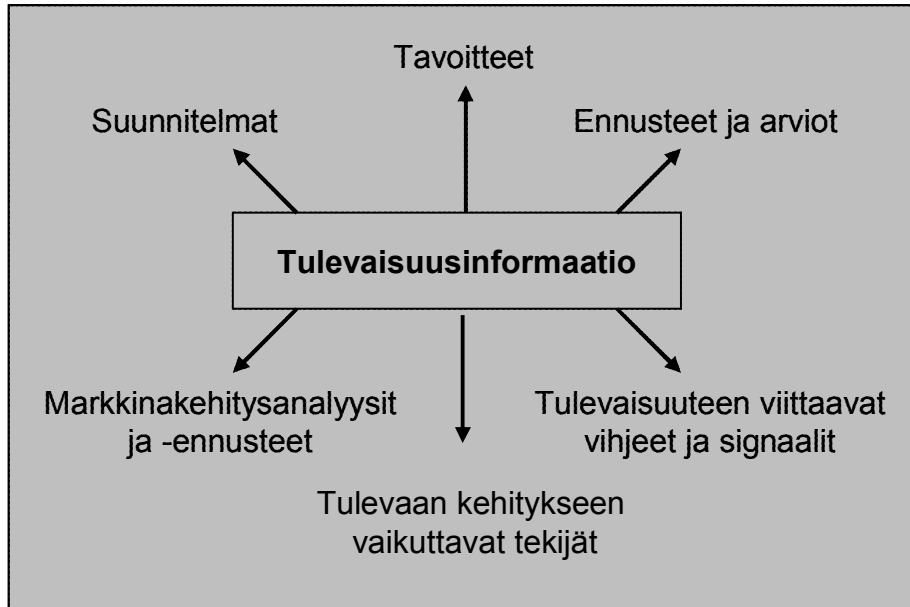 Tavoitteet
Suunnitelmat
Ennusteet ja arviot
Tulevaisuusinformaatio
Markkinakehitysanalyysit
ja -ennusteet
Tulevaisuuteen viittaavat
vihjeet ja signaalit
Tulevaan kehitykseen
vaikuttavat tekijät